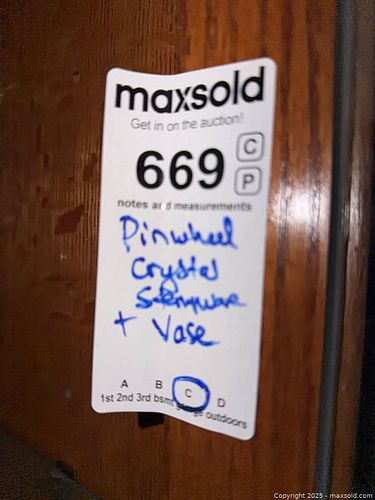 maxsold
Get in on the auction!
669
C
P
notes and measurements
Pinwheel
Crystal
Stemware
+ Vase
A B C D
1st 2nd 3rd bsmt garage outdoors
Copyright © 2025 - maxsold.com